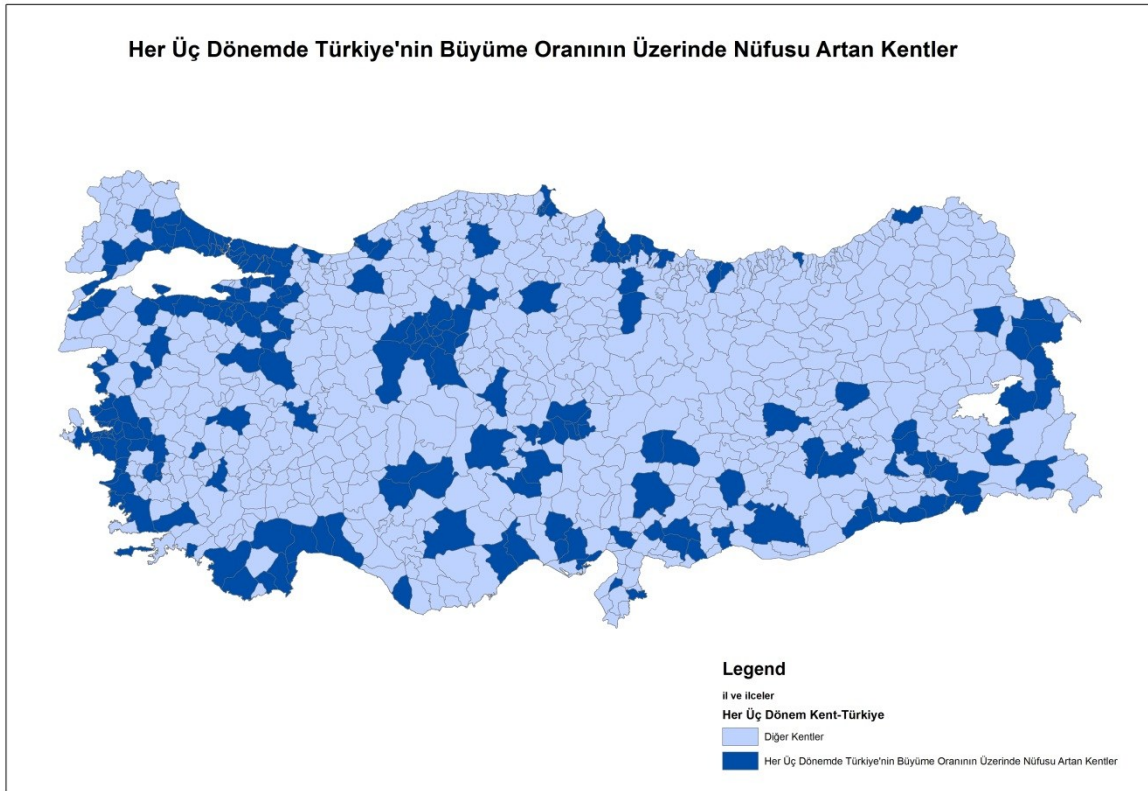 Her Üç Dönemde Türkiye'nin Büyüme Oranının Üzerinde Nüfusu Artan Kentler
Legend
il ve ilceler
Her Üç Dönem Kent-Türkiye
Diğer Kentler
Her Üç Dönemde Türkiye'nin Büyüme Oranının Üzerinde Nüfusu Artan Kentler